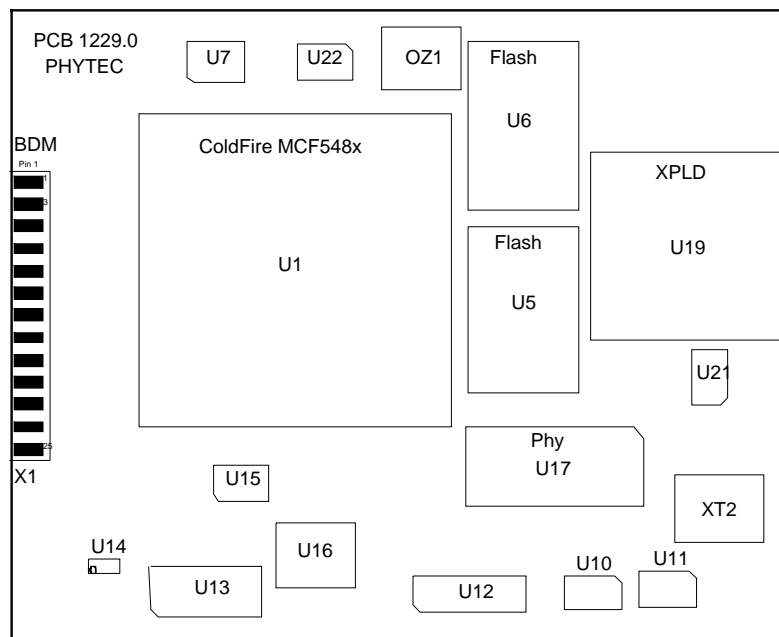 PCB 1229.0
PHYTEC
U7
U22
OZ1
Flash
U6
BDM
Pin 1
1
3
25
X1
ColdFire MCF548x
U1
XPLD
U19
Flash
U5
U21
Phy
U17
U15
XT2
U14
U16
U13
U12
U10
U11